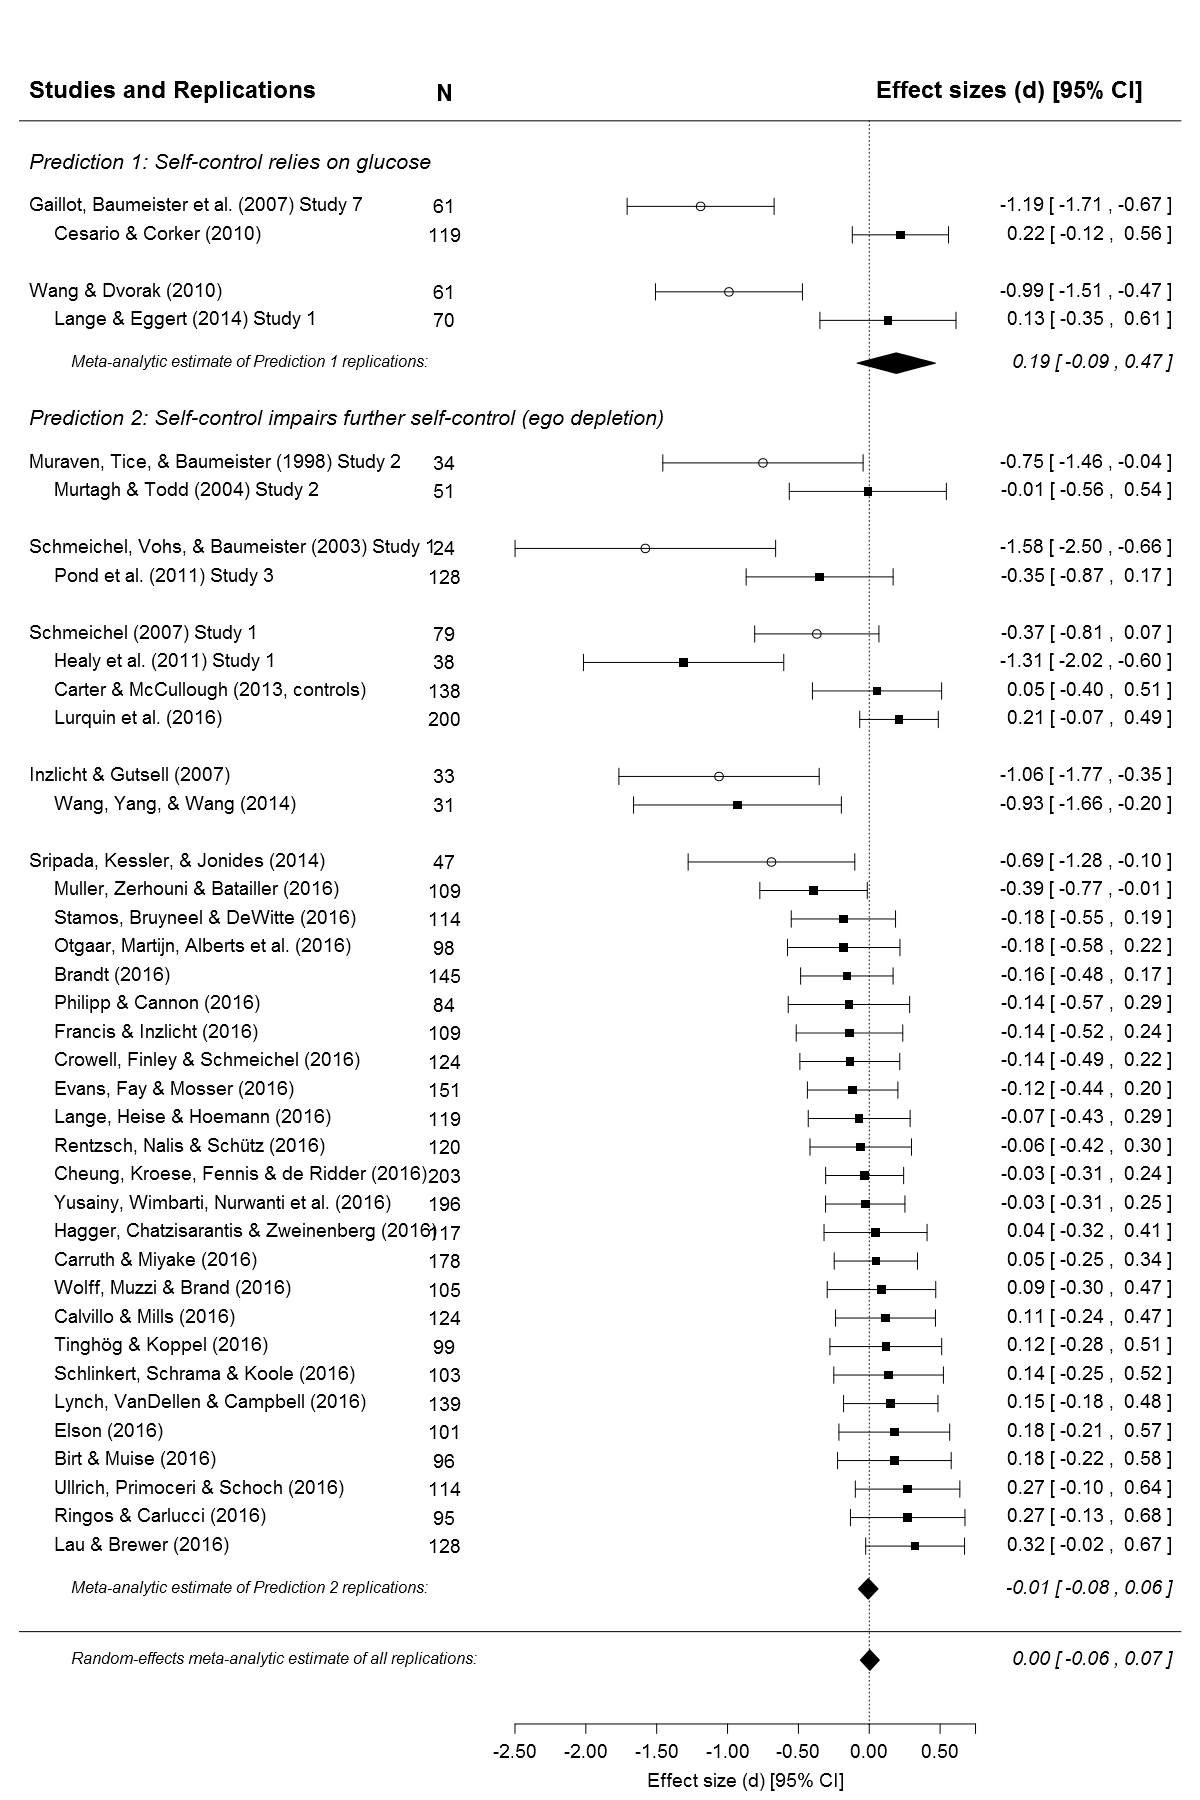 Studies and Replications N Effect sizes (d) [95% CI]
Prediction 1: Self-control relies on glucose
Gaillot, Baumeister et al. (2007) Study 7 61 -1.19 [ -1.71 , -0.67 ]
Cesario & Corker (2010) 119 0.22 [ -0.12 , 0.56 ]
Wang & Dvorak (2010) 61 -0.99 [ -1.51 , -0.47 ]
Lange & Eggert (2014) Study 1 70 0.13 [ -0.35 , 0.61 ]
Meta-analytic estimate of Prediction 1 replications: 0.19 [ -0.09 , 0.47 ]
Prediction 2: Self-control impairs further self-control (ego depletion)
Muraven, Tice, & Baumeister (1998) Study 2 34 -0.75 [ -1.46 , -0.04 ]
Murtagh & Todd (2004) Study 2 51 -0.01 [ -0.56 , 0.54 ]
Schmeichel, Vohs, & Baumeister (2003) Study 1 24 -1.58 [ -2.50 , -0.66 ]
Pond et al. (2011) Study 3 128 -0.35 [ -0.87 , 0.17 ]
Schmeichel (2007) Study 1 79 -0.37 [ -0.81 , 0.07 ]
Healy et al. (2011) Study 1 38 -1.31 [ -2.02 , -0.60 ]
Carter & McCullough (2013, controls) 138 0.05 [ -0.40 , 0.51 ]
Lurquin et al. (2016) 200 0.21 [ -0.07 , 0.49 ]
Inzlicht & Gutsell (2007) 33 -1.06 [ -1.77 , -0.35 ]
Wang, Yang, & Wang (2014) 31 -0.93 [ -1.66 , -0.20 ]
Sripada, Kessler, & Jonides (2014) 47 -0.69 [ -1.28 , -0.10 ]
Muller, Zerhouni & Batailler (2016) 109 -0.39 [ -0.77 , -0.01 ]
Stamos, Bruyneel & DeWitte (2016) 114 -0.18 [ -0.55 , 0.19 ]
Otgaar, Martijn, Alberts et al. (2016) 98 -0.18 [ -0.58 , 0.22 ]
Brandt (2016) 145 -0.16 [ -0.48 , 0.17 ]
Philipp & Cannon (2016) 84 -0.14 [ -0.57 , 0.29 ]
Francis & Inzlicht (2016) 109 -0.14 [ -0.52 , 0.24 ]
Crowell, Finley & Schmeichel (2016) 124 -0.14 [ -0.49 , 0.22 ]
Evans, Fay & Mosser (2016) 151 -0.12 [ -0.44 , 0.20 ]
Lange, Heise & Hoemann (2016) 119 -0.07 [ -0.43 , 0.29 ]
Rentzsch, Nalis & Schütz (2016) 120 -0.06 [ -0.42 , 0.30 ]
Cheung, Kroese, Fennis & de Ridder (2016) 203 -0.03 [ -0.31 , 0.24 ]
Yusainy, Wimbarti, Nurwanti et al. (2016) 196 -0.03 [ -0.31 , 0.25 ]
Hagger, Chatzisarantis & Zweinenberg (2016) 117 0.04 [ -0.32 , 0.41 ]
Carruth & Miyake (2016) 178 0.05 [ -0.25 , 0.34 ]
Wolff, Muzzi & Brand (2016) 105 0.09 [ -0.30 , 0.47 ]
Calvillo & Mills (2016) 124 0.11 [ -0.24 , 0.47 ]
Tinghög & Koppel (2016) 99 0.12 [ -0.28 , 0.51 ]
Schlinkert, Schrama & Koole (2016) 103 0.14 [ -0.25 , 0.52 ]
Lynch, VanDellen & Campbell (2016) 139 0.15 [ -0.18 , 0.48 ]
Elson (2016) 101 0.18 [ -0.21 , 0.57 ]
Birt & Muise (2016) 96 0.18 [ -0.22 , 0.58 ]
Ullrich, Primoceri & Schoch (2016) 114 0.27 [ -0.10 , 0.64 ]
Ringos & Carlucci (2016) 95 0.27 [ -0.13 , 0.68 ]
Lau & Brewer (2016) 128 0.32 [ -0.02 , 0.67 ]
Meta-analytic estimate of Prediction 2 replications: -0.01 [ -0.08 , 0.06 ]
Random-effects meta-analytic estimate of all replications: 0.00 [ -0.06 , 0.07 ]
-2.50 -2.00 -1.50 -1.00 -0.50 0.00 0.50
Effect size (d) [95% CI]